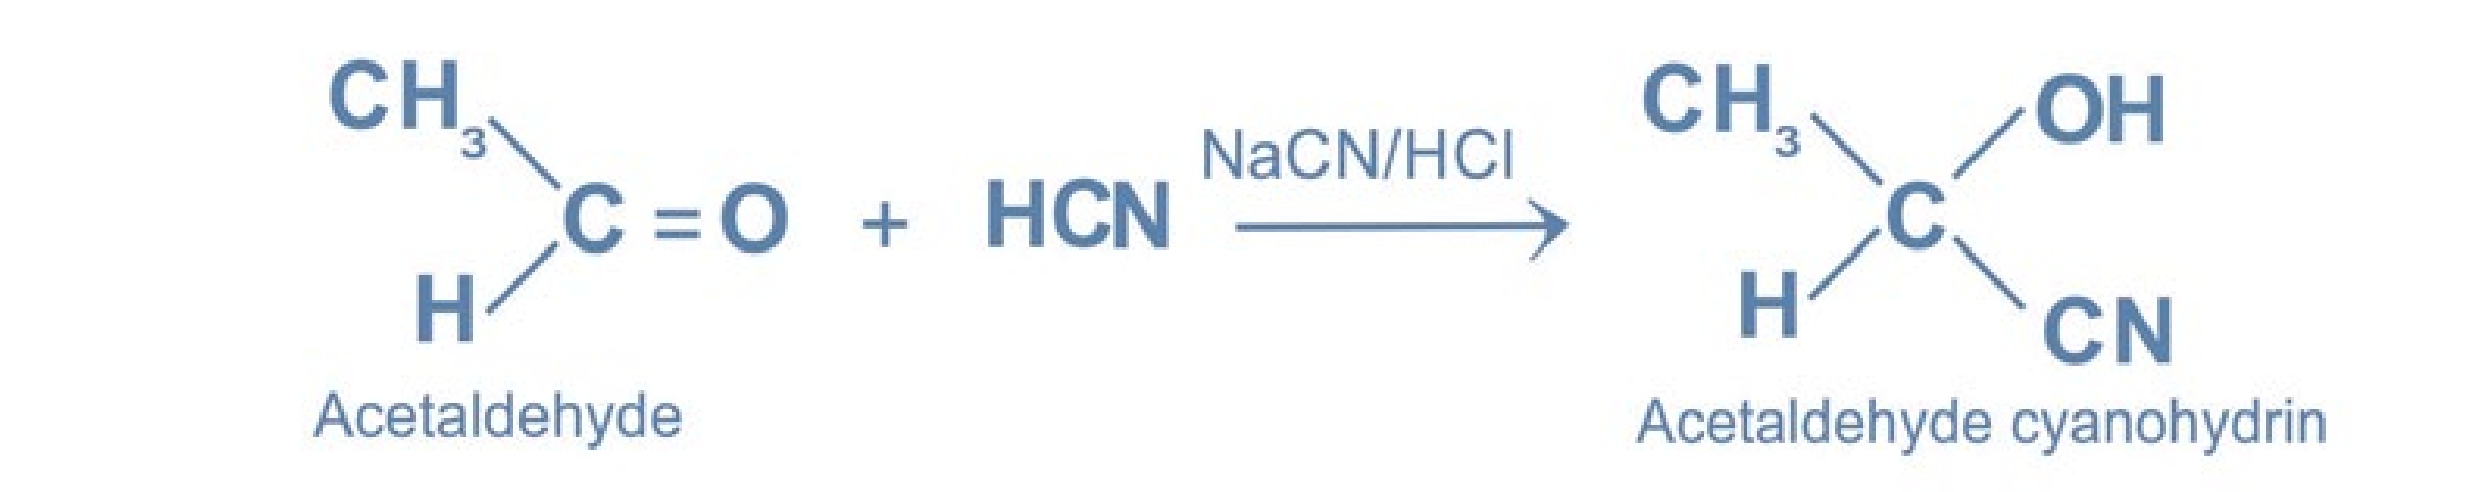 CH₃ CH₃ OH
NaCN/HCl
C = O + HCN C
H H CN
Acetaldehyde Acetaldehyde cyanohydrin